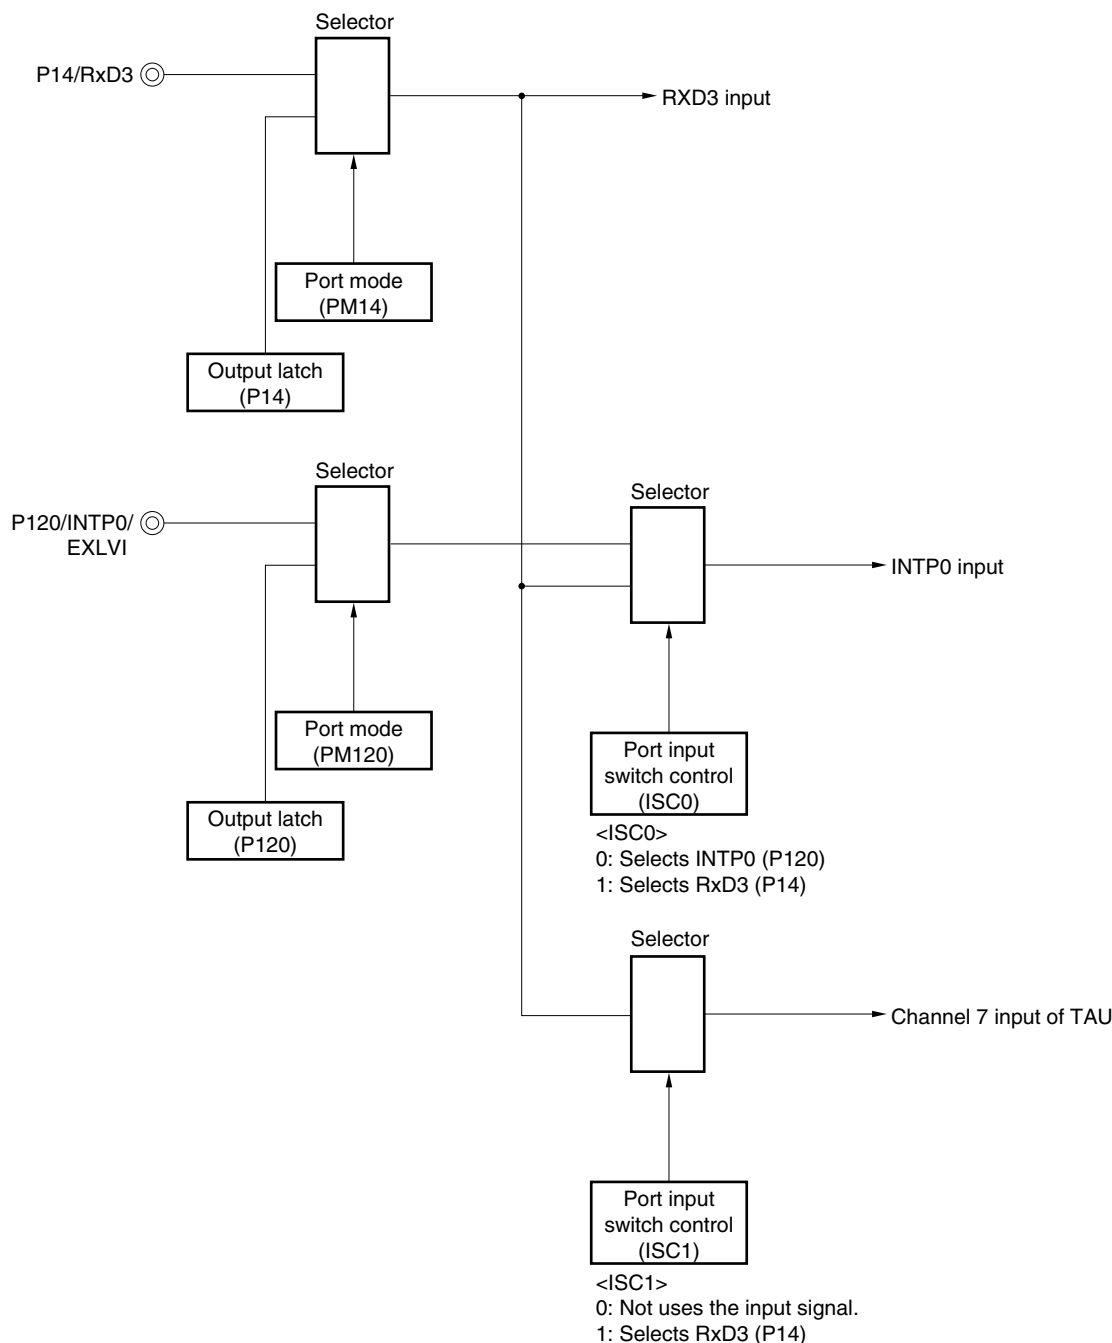 Selector
P14/RxD3
RXD3 input
Port mode
(PM14)
Output latch
(P14)
Selector
Selector
P120/INTP0/
EXLVI
INTP0 input
Port mode
(PM120)
Port input
switch control
(ISC0)
Output latch
(P120)
<ISC0>
0: Selects INTP0 (P120)
1: Selects RxD3 (P14)
Selector
Channel 7 input of TAU
Port input
switch control
(ISC1)
<ISC1>
0: Not uses the input signal.
1: Selects RxD3 (P14)